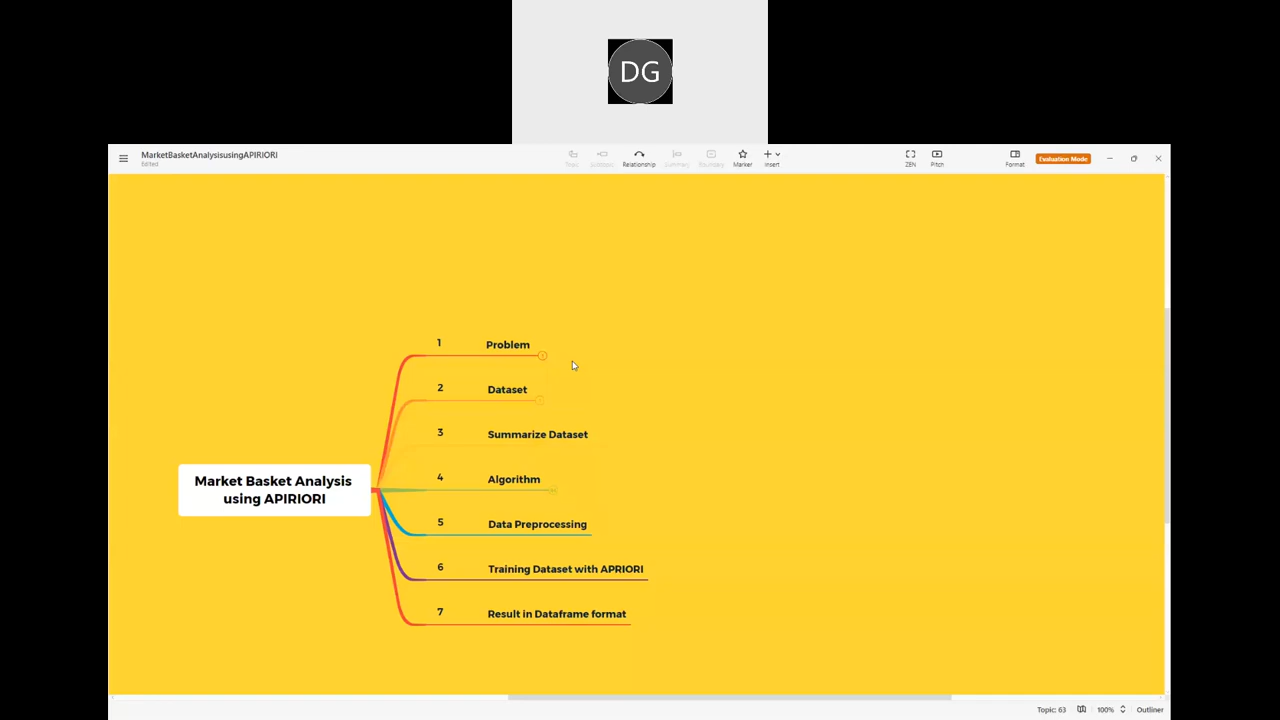 DG
MarketBasketAnalysisusingAPIRIORI
Edited
Relationship
Marker
Insert
ZEN
Pitch
Format
Evaluation Mode
1 Problem
2 Dataset
3 Summarize Dataset
4 Algorithm
5 Data Preprocessing
6 Training Dataset with APRIORI
7 Result in Dataframe format
Market Basket Analysis
using APIRIORI
Topic: 63
100%
Outliner